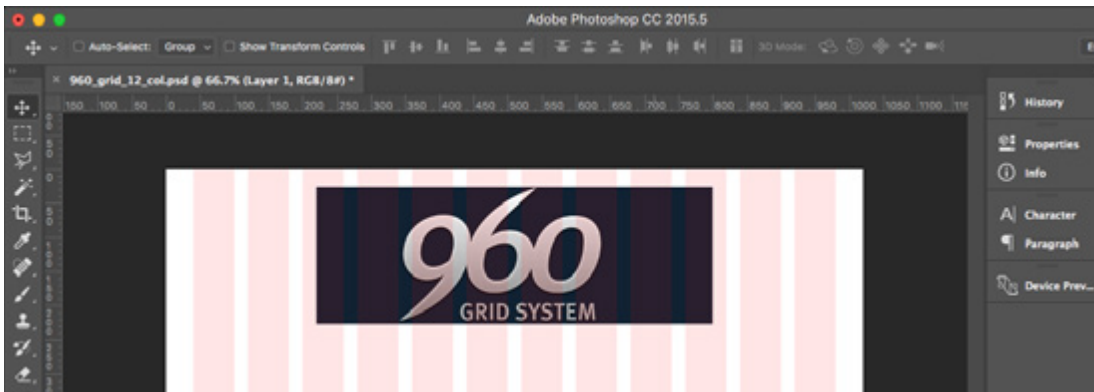 Adobe Photoshop CC 2015.5
Auto-Select: Group Show Transform Controls 3D Mode:
× 960_grid_12_col.psd @ 66.7% (Layer 1, RGB/8#) *
150 100 50 0 50 100 150 200 250 300 350 400 450 500 550 600 650 700 750 800 850 900 950 1000 1050 1100
History
Properties
Info
Character
Paragraph
Device Prev...
960
GRID SYSTEM